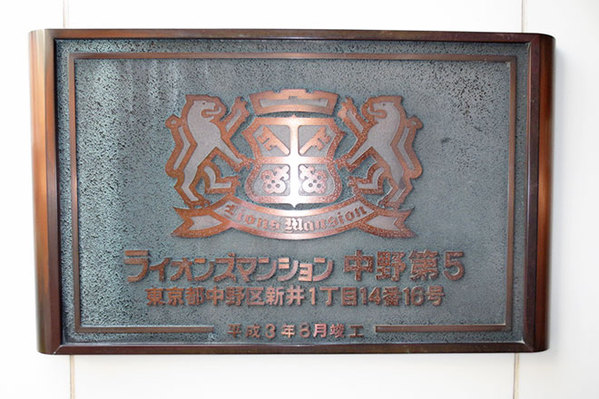 Lions Mansion
ライオンズマンション 中野第5
東京都中野区新井1丁目14番16号
平成3年8月竣工